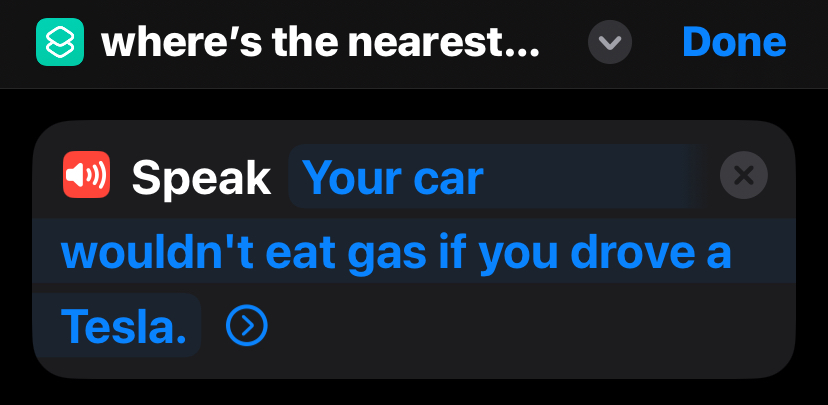 where’s the nearest... Done
Speak Your car
wouldn't eat gas if you drove a
Tesla.